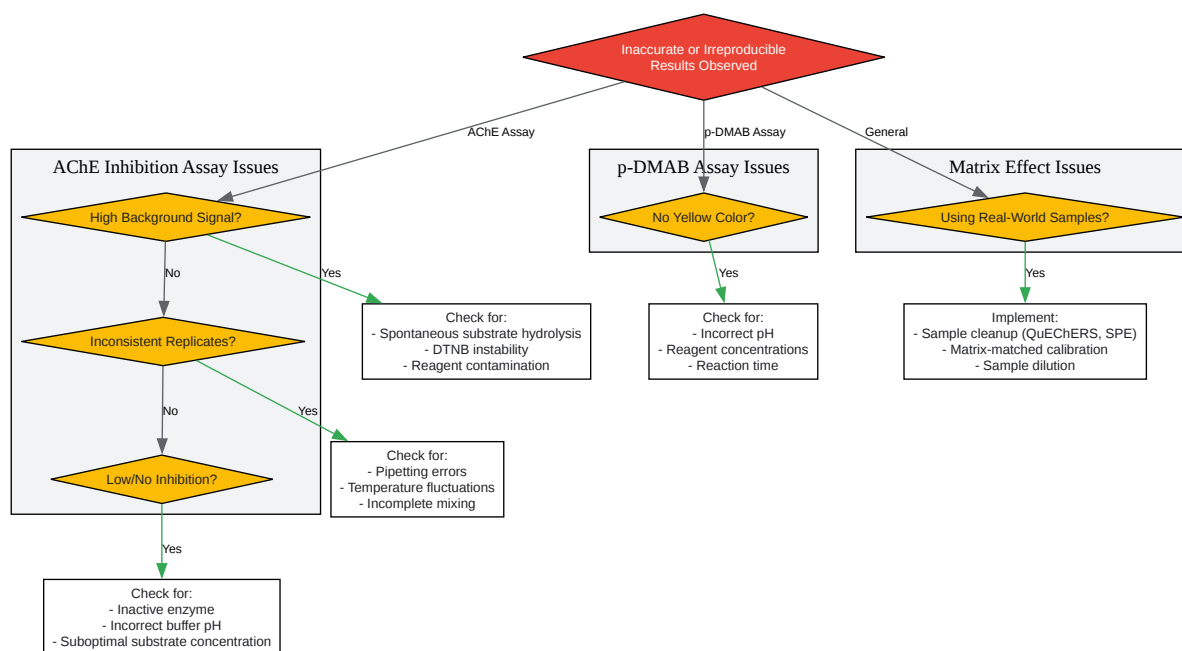 Inaccurate or Irreproducible
Results Observed
AChE Assay
p-DMAB Assay
General
AChE Inhibition Assay Issues
p-DMAB Assay Issues
Matrix Effect Issues
High Background Signal?
No Yellow Color?
Using Real-World Samples?
No
Yes
Yes
Yes
Inconsistent Replicates?
Check for:
- Spontaneous substrate hydrolysis
- DTNB instability
- Reagent contamination
Check for:
- Incorrect pH
- Reagent concentrations
- Reaction time
Implement:
- Sample cleanup (QuEChERS, SPE)
- Matrix-matched calibration
- Sample dilution
No
Yes
Low/No Inhibition?
Check for:
- Pipetting errors
- Temperature fluctuations
- Incomplete mixing
Yes
Check for:
- Inactive enzyme
- Incorrect buffer pH
- Suboptimal substrate concentration